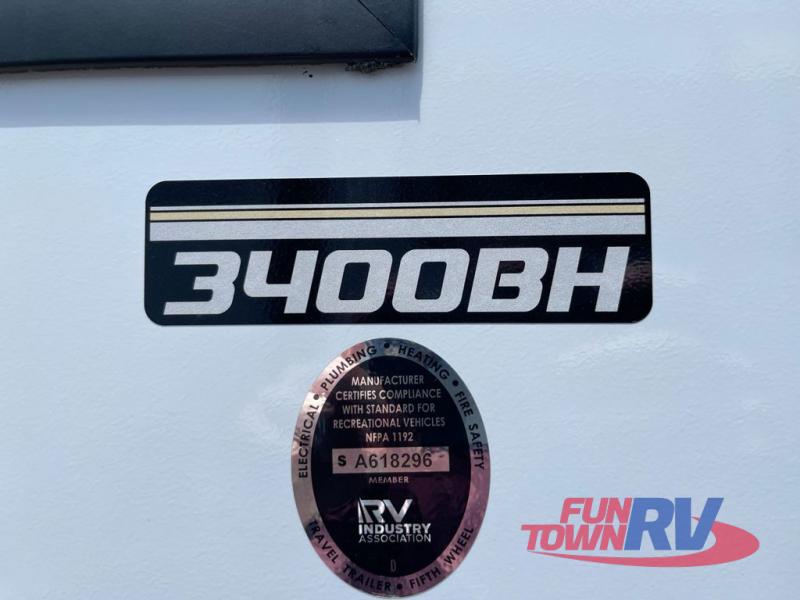 3400BH
ELECTRICAL • PLUMBING • HEATING • FIRE SAFETY
MANUFACTURER
CERTIFIES COMPLIANCE
WITH STANDARD FOR
RECREATIONAL VEHICLES
NFPA 1192
S A618296
MEMBER
RV
INDUSTRY
ASSOCIATION
D
TRAVEL TRAILER • FIFTH WHEEL
FUN
TOWN RV